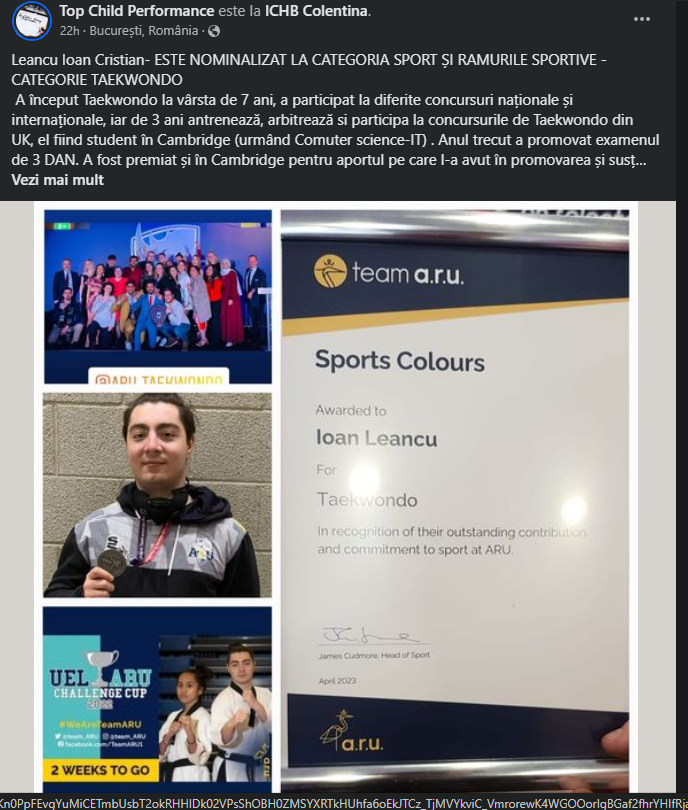 Top Child Performance este la ICHB Colentina.
22h · București, România ·
Leancu Ioan Cristian- ESTE NOMINALIZAT LA CATEGORIA SPORT ȘI RAMURILE SPORTIVE -
CATEGORIE TAEKWONDO
A început Taekwondo la vârsta de 7 ani, a participat la diferite concursuri naționale și
internaționale, iar de 3 ani antrenează, arbitrează si participa la concursurile de Taekwondo din
UK, el fiind student în Cambridge (urmând Comuter science-IT) . Anul trecut a promovat examenul
de 3 DAN. A fost premiat și în Cambridge pentru aportul pe care l-a avut în promovarea și susț...
Vezi mai mult
@ARU TAEKWONDO
ARU
UEL ARU
CHALLENGE CUP
2022
#WeAreTeamARU
@team_ARU @teamaru
facebook.com/TeamARU1
2 WEEKS TO GO
team a.r.u.
Sports Colours
Awarded to
Ioan Leancu
For
Taekwondo
In recognition of their outstanding contribution
and commitment to sport at ARU.
James Cudmore, Head of Sport
April 2023
a.r.u.